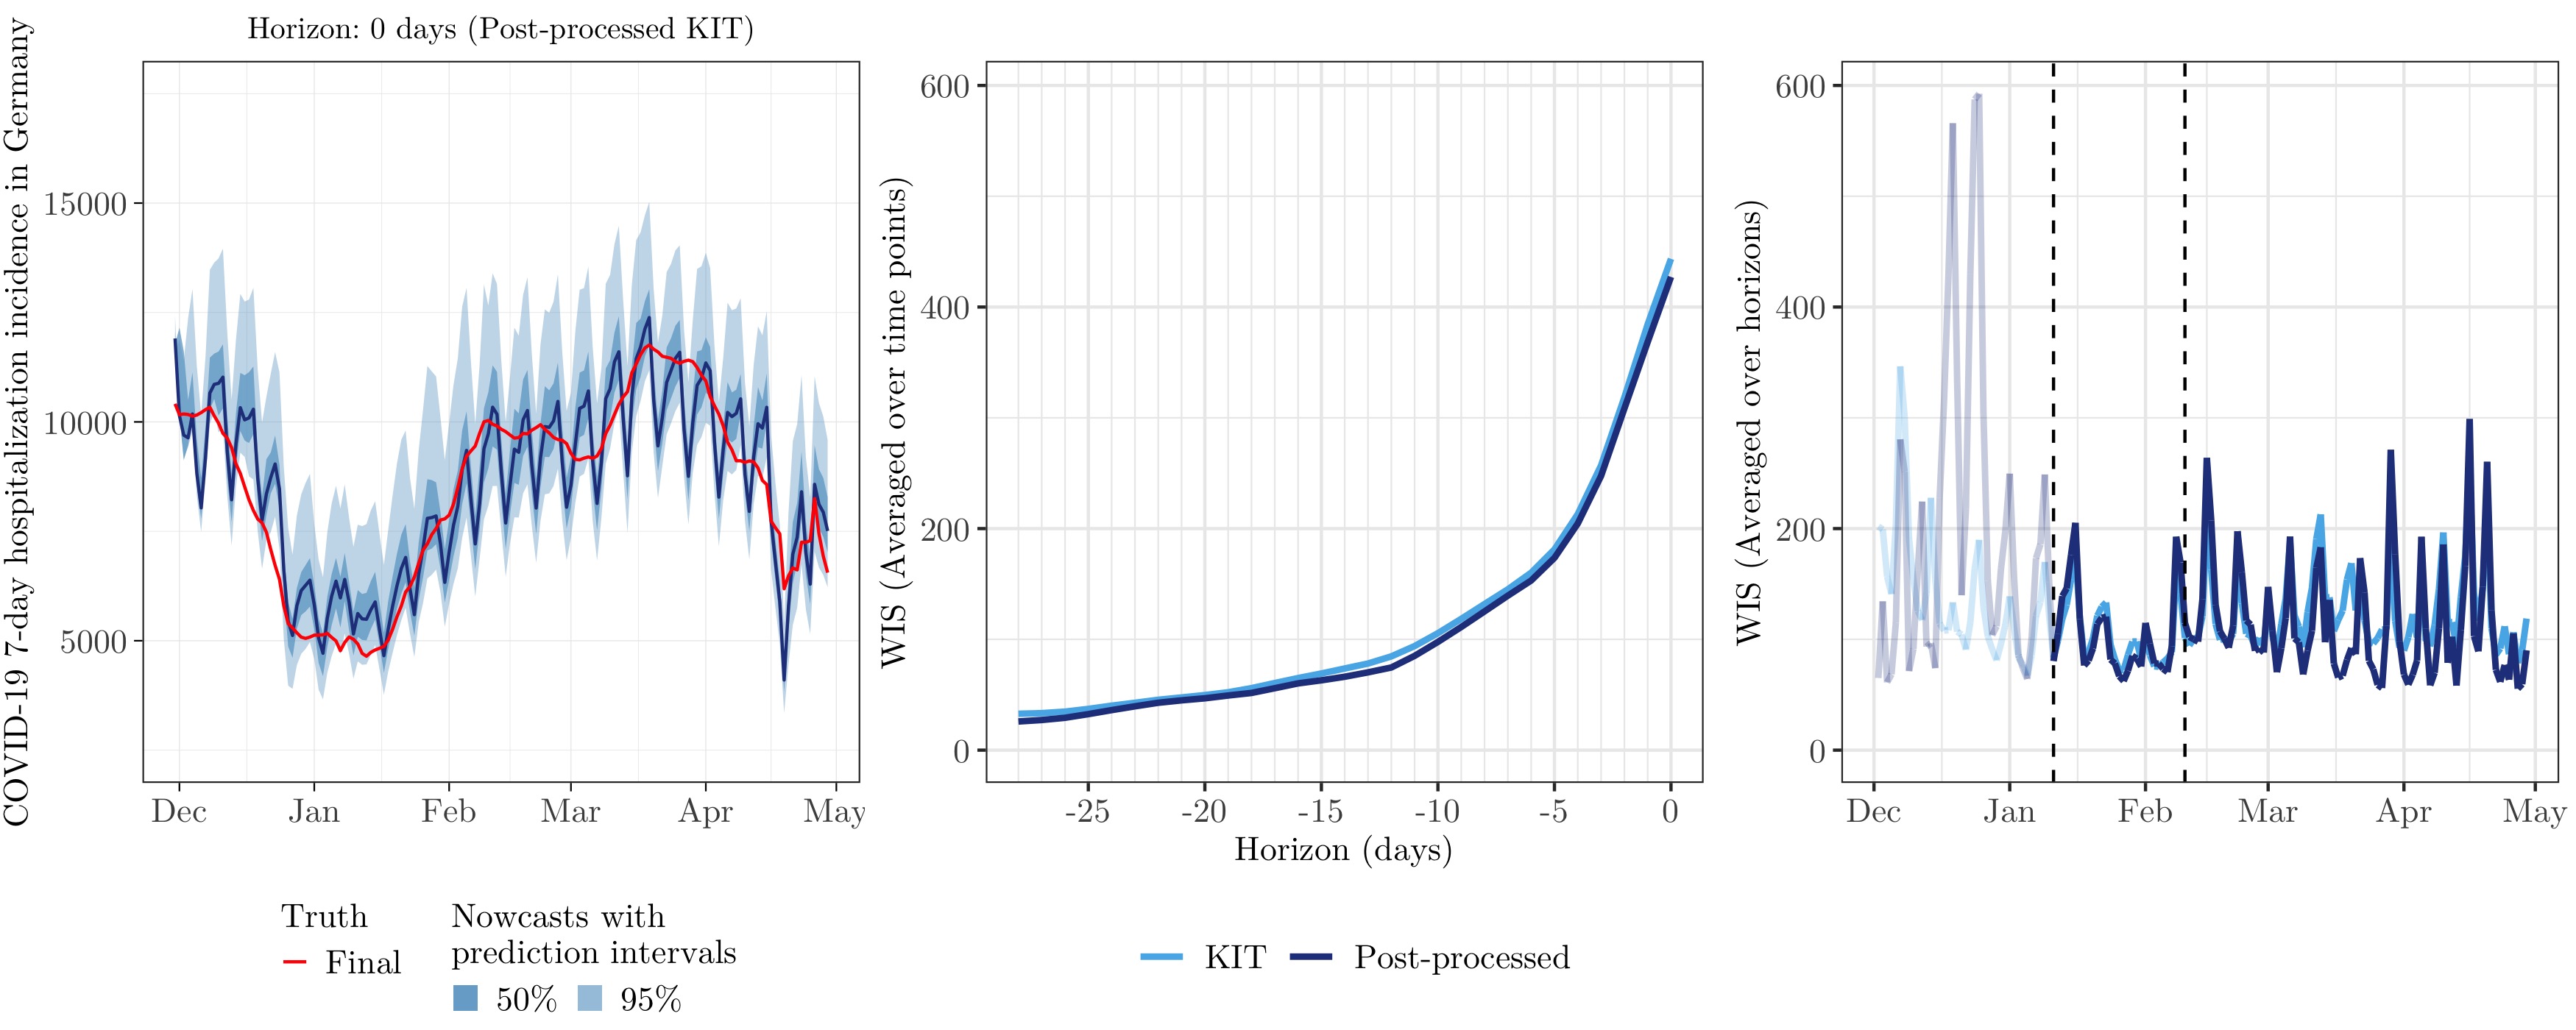 Horizon: 0 days (Post-processed KIT)
COVID-19 7-day hospitalization incidence in Germany
15000
10000
5000
Dec Jan Feb Mar Apr May
Truth
Final
Nowcasts with
prediction intervals
50% 95%
WIS (Averaged over time points)
600
400
200
0
-25 -20 -15 -10 -5 0
Horizon (days)
KIT Post-processed
WIS (Averaged over horizons)
600
400
200
0
Dec Jan Feb Mar Apr May